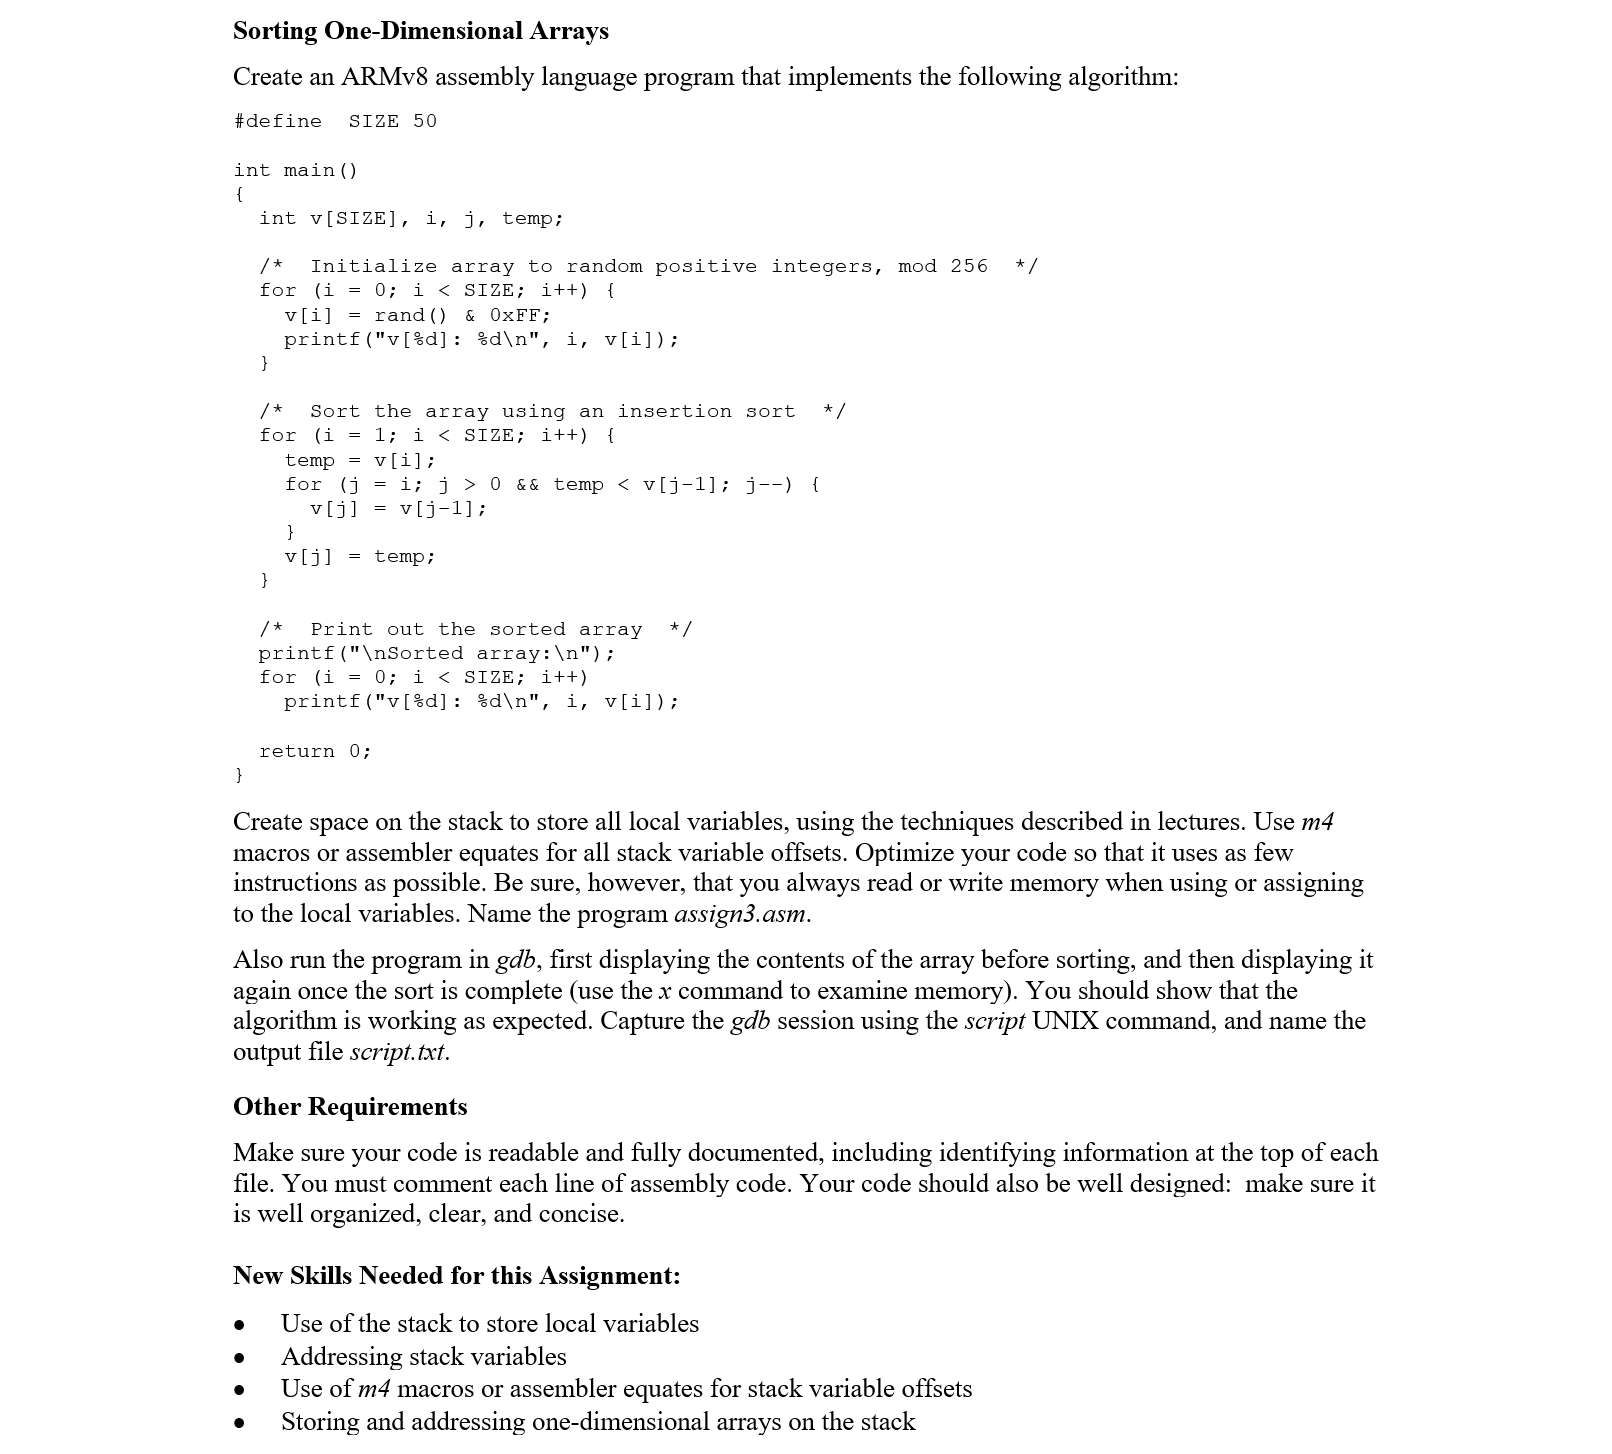 Sorting One-Dimensional Arrays
Create an ARMv8 assembly language program that implements the following algorithm:
#define  SIZE 50
int main()
{
  int v[SIZE], i, j, temp;
  /*  Initialize array to random positive integers, mod 256  */
  for (i = 0; i < SIZE; i++) {
    v[i] = rand() & 0xFF;
    printf("v[%d]: %d\n", i, v[i]);
  }
  /*  Sort the array using an insertion sort  */
  for (i = 1; i < SIZE; i++) {
    temp = v[i];
    for (j = i; j > 0 && temp < v[j-1]; j--) {
      v[j] = v[j-1];
    }
    v[j] = temp;
  }
  /*  Print out the sorted array  */
  printf("\nSorted array:\n");
  for (i = 0; i < SIZE; i++)
    printf("v[%d]: %d\n", i, v[i]);
  return 0;
}
Create space on the stack to store all local variables, using the techniques described in lectures. Use m4
macros or assembler equates for all stack variable offsets. Optimize your code so that it uses as few
instructions as possible. Be sure, however, that you always read or write memory when using or assigning
to the local variables. Name the program assign3.asm.
Also run the program in gdb, first displaying the contents of the array before sorting, and then displaying it
again once the sort is complete (use the x command to examine memory). You should show that the
algorithm is working as expected. Capture the gdb session using the script UNIX command, and name the
output file script.txt.
Other Requirements
Make sure your code is readable and fully documented, including identifying information at the top of each
file. You must comment each line of assembly code. Your code should also be well designed:  make sure it
is well organized, clear, and concise.
New Skills Needed for this Assignment:
• Use of the stack to store local variables
• Addressing stack variables
• Use of m4 macros or assembler equates for stack variable offsets
• Storing and addressing one-dimensional arrays on the stack